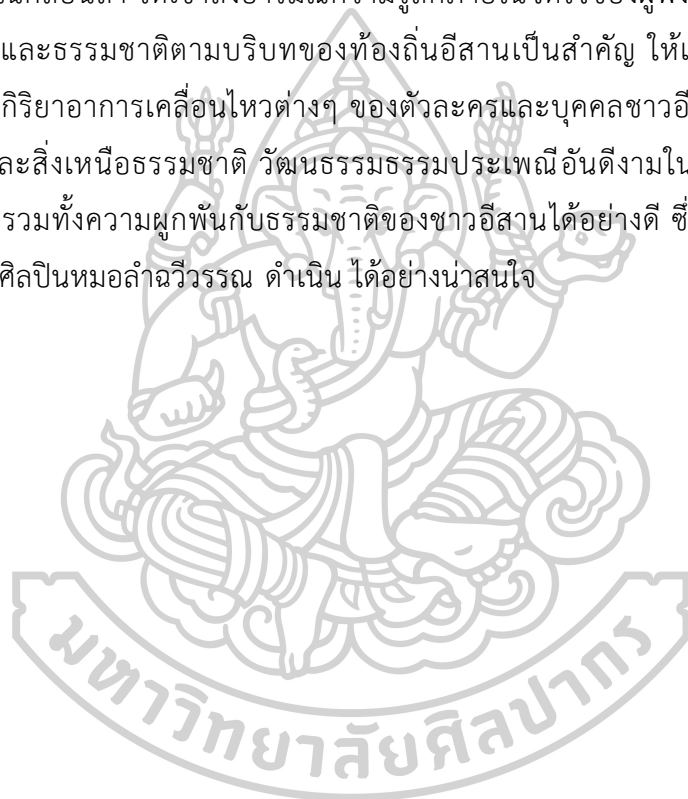 และธรรมชาติตามบริบทของท้องถิ่นอีสานเป็นสำคัญ ให้เ
กิริยาอาการเคลื่อนไหวต่างๆ ของตัวละครและบุคคลชาวอี
ละสิ่งเหนือธรรมชาติ วัฒนธรรมธรรมประเพณีอันดีงามใน
รวมทั้งความผูกพันกับธรรมชาติของชาวอีสานได้อย่างดี ซึ่
ศิลปินหมอลำฉวีวรรณ ดำเนิน ได้อย่างน่าสนใจ
มหาวิทยาลัยศิลปากร